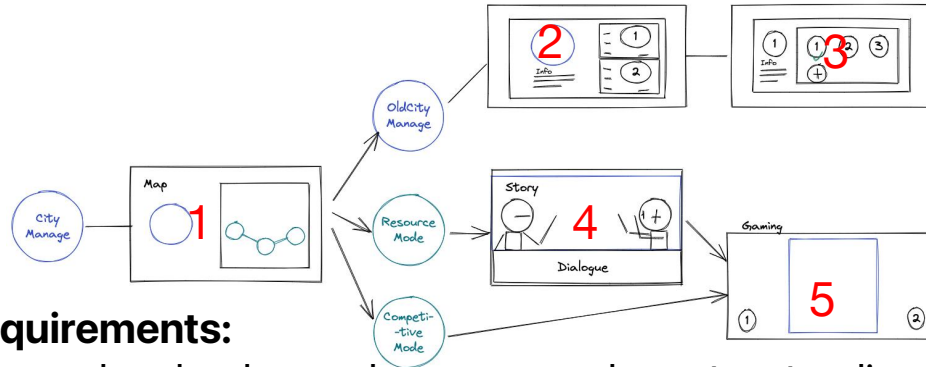 City
Manage
Map
1
OldCity
Manage
Resource
Mode
Competi-
-tive
Mode
2
Info
1
2
3
1
Info
1
2
3
+
Story
4
1+
Dialogue
Gaming
5
1
2
quirements: